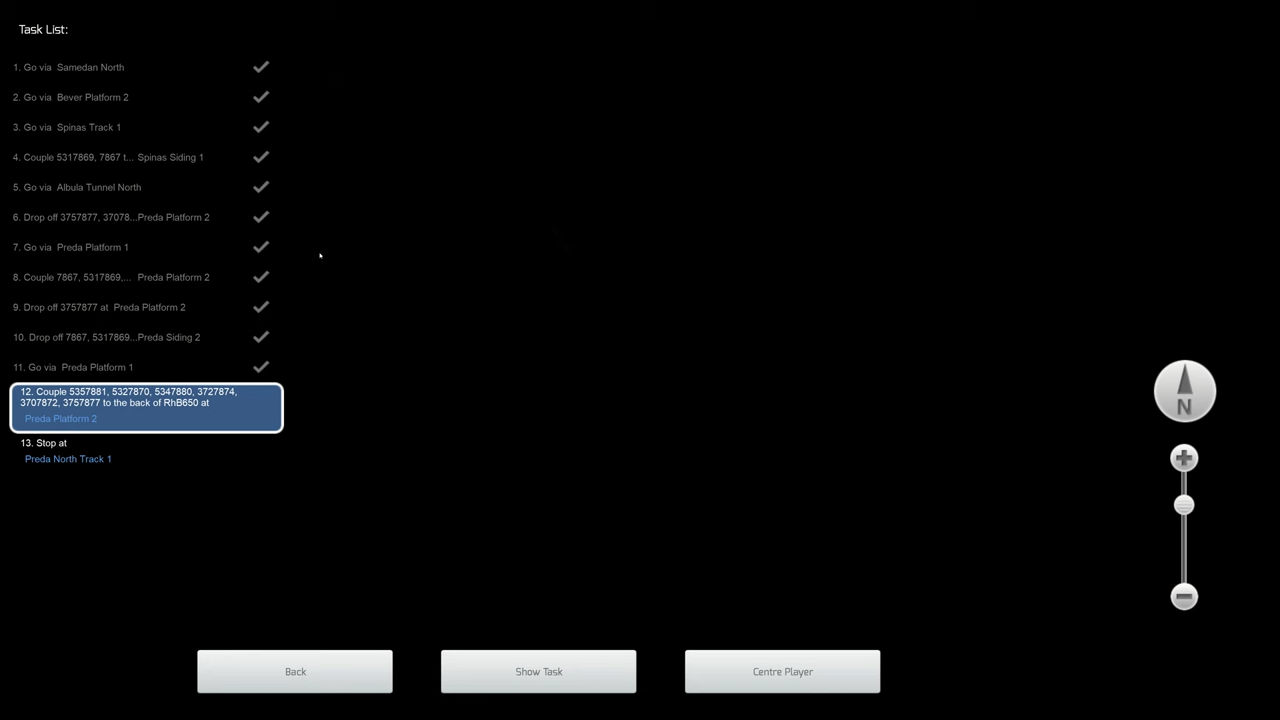 Task List:
1. Go via Samedan North
2. Go via Bever Platform 2
3. Go via Spinas Track 1
4. Couple 5317869, 7867 t... Spinas Siding 1
5. Go via Albula Tunnel North
6. Drop off 3757877, 37078...Preda Platform 2
7. Go via Preda Platform 1
8. Couple 7867, 5317869,... Preda Platform 2
9. Drop off 3757877 at Preda Platform 2
10. Drop off 7867, 5317869...Preda Siding 2
11. Go via Preda Platform 1
12. Couple 5357881, 5327870, 5347880, 3727874,
3707872, 3757877 to the back of RhB650 at
Preda Platform 2
13. Stop at
Preda North Track 1
N
Back
Show Task
Centre Player